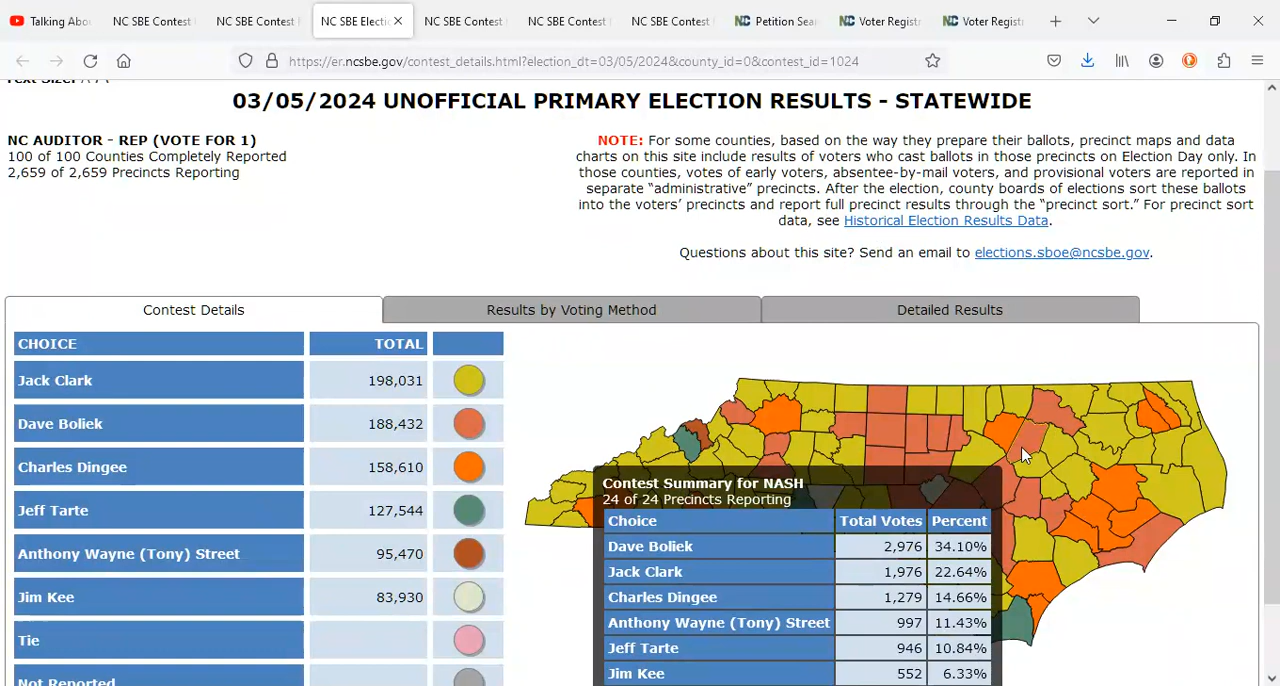 Talking Abo
NC SBE Contest
NC SBE Contest
NC SBE Electi
NC SBE Contest
NC SBE Contest
NC SBE Contest
NC Petition Sea
NC Voter Registr
NC Voter Registr
https://er.ncsbe.gov/contest_details.html?election_dt=03/05/2024&county_id=0&contest_id=1024
Text Size: A A A
03/05/2024 UNOFFICIAL PRIMARY ELECTION RESULTS - STATEWIDE
NC AUDITOR - REP (VOTE FOR 1)
100 of 100 Counties Completely Reported
2,659 of 2,659 Precincts Reporting
NOTE: For some counties, based on the way they prepare their ballots, precinct maps and data
charts on this site include results of voters who cast ballots in those precincts on Election Day only. In
those counties, votes of early voters, absentee-by-mail voters, and provisional voters are reported in
separate “administrative” precincts. After the election, county boards of elections sort these ballots
into the voters’ precincts and report full precinct results through the “precinct sort.” For precinct sort
data, see Historical Election Results Data.
Questions about this site? Send an email to elections.sboe@ncsbe.gov.
Contest Details
Results by Voting Method
Detailed Results
CHOICE TOTAL
Jack Clark 198,031
Dave Boliek 188,432
Charles Dingee 158,610
Jeff Tarte 127,544
Anthony Wayne (Tony) Street 95,470
Jim Kee 83,930
Tie
Not Reported
Contest Summary for NASH
24 of 24 Precincts Reporting
Choice Total Votes Percent
Dave Boliek 2,976 34.10%
Jack Clark 1,976 22.64%
Charles Dingee 1,279 14.66%
Anthony Wayne (Tony) Street 997 11.43%
Jeff Tarte 946 10.84%
Jim Kee 552 6.33%